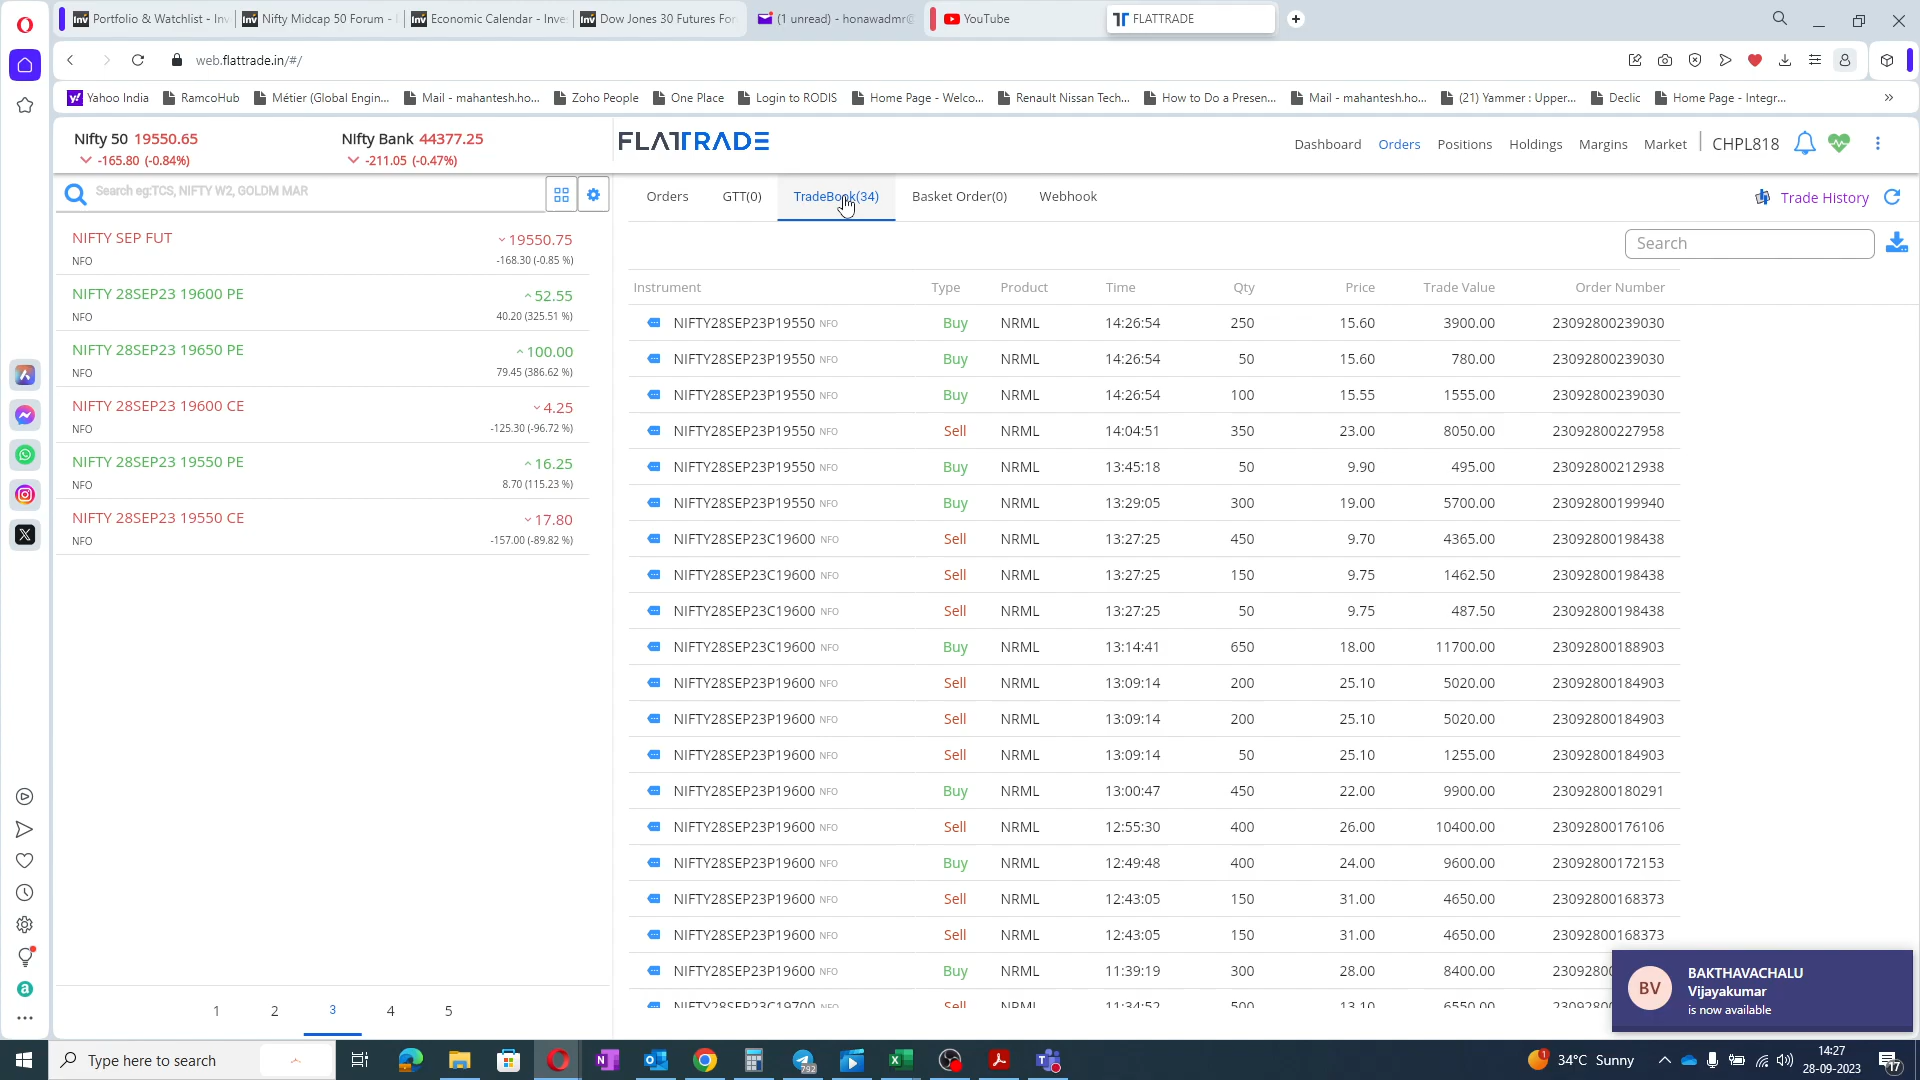 Portfolio & Watchlist - Inv
Nifty Midcap 50 Forum -
Economic Calendar - Inve
Dow Jones 30 Futures For
(1 unread) - honawadmr@
YouTube
FLATTRADE
web.flattrade.in/#/
Yahoo India
RamcoHub
Métier (Global Engin...
Mail - mahantesh.ho...
Zoho People
One Place
Login to RODIS
Home Page - Welco...
Renault Nissan Tech...
How to Do a Presen...
Mail - mahantesh.ho...
(21) Yammer : Upper...
Declic
Home Page - Integr...
Nifty 50 19550.65
-165.80 (-0.84%)
Nifty Bank 44377.25
-211.05 (-0.47%)
FLATTRADE
Dashboard Orders Positions Holdings Margins Market CHPL818
Search eg:TCS, NIFTY W2, GOLDM MAR
Orders GTT(0) TradeBook(34) Basket Order(0) Webhook
Trade History
Search
NIFTY SEP FUT 19550.75
NFO -168.30 (-0.85 %)
NIFTY 28SEP23 19600 PE 52.55
NFO 40.20 (325.51 %)
NIFTY 28SEP23 19650 PE 100.00
NFO 79.45 (386.62 %)
NIFTY 28SEP23 19600 CE 4.25
NFO -125.30 (-96.72 %)
NIFTY 28SEP23 19550 PE 16.25
NFO 8.70 (115.23 %)
NIFTY 28SEP23 19550 CE 17.80
NFO -157.00 (-89.82 %)
1 2 3 4 5
Instrument Type Product Time Qty Price Trade Value Order Number
NIFTY28SEP23P19550 NFO Buy NRML 14:26:54 250 15.60 3900.00 23092800239030
NIFTY28SEP23P19550 NFO Buy NRML 14:26:54 50 15.60 780.00 23092800239030
NIFTY28SEP23P19550 NFO Buy NRML 14:26:54 100 15.55 1555.00 23092800239030
NIFTY28SEP23P19550 NFO Sell NRML 14:04:51 350 23.00 8050.00 23092800227958
NIFTY28SEP23P19550 NFO Buy NRML 13:45:18 50 9.90 495.00 23092800212938
NIFTY28SEP23P19550 NFO Buy NRML 13:29:05 300 19.00 5700.00 23092800199940
NIFTY28SEP23C19600 NFO Sell NRML 13:27:25 450 9.70 4365.00 23092800198438
NIFTY28SEP23C19600 NFO Sell NRML 13:27:25 150 9.75 1462.50 23092800198438
NIFTY28SEP23C19600 NFO Sell NRML 13:27:25 50 9.75 487.50 23092800198438
NIFTY28SEP23C19600 NFO Buy NRML 13:14:41 650 18.00 11700.00 23092800188903
NIFTY28SEP23P19600 NFO Sell NRML 13:09:14 200 25.10 5020.00 23092800184903
NIFTY28SEP23P19600 NFO Sell NRML 13:09:14 200 25.10 5020.00 23092800184903
NIFTY28SEP23P19600 NFO Sell NRML 13:09:14 50 25.10 1255.00 23092800184903
NIFTY28SEP23P19600 NFO Buy NRML 13:00:47 450 22.00 9900.00 23092800180291
NIFTY28SEP23P19600 NFO Sell NRML 12:55:30 400 26.00 10400.00 23092800176106
NIFTY28SEP23P19600 NFO Buy NRML 12:49:48 400 24.00 9600.00 23092800172153
NIFTY28SEP23P19600 NFO Sell NRML 12:43:05 150 31.00 4650.00 23092800168373
NIFTY28SEP23P19600 NFO Sell NRML 12:43:05 150 31.00 4650.00 23092800168373
NIFTY28SEP23P19600 NFO Buy NRML 11:39:19 300 28.00 8400.00 2309280
NIFTY28SEP23C19700 NFO Sell NRML 11:34:52 500 13.10 6550.00 2309280
BV
BAKTHAVACHALU
Vijayakumar
is now available
Type here to search
792
34°C Sunny
14:27
28-09-2023
17